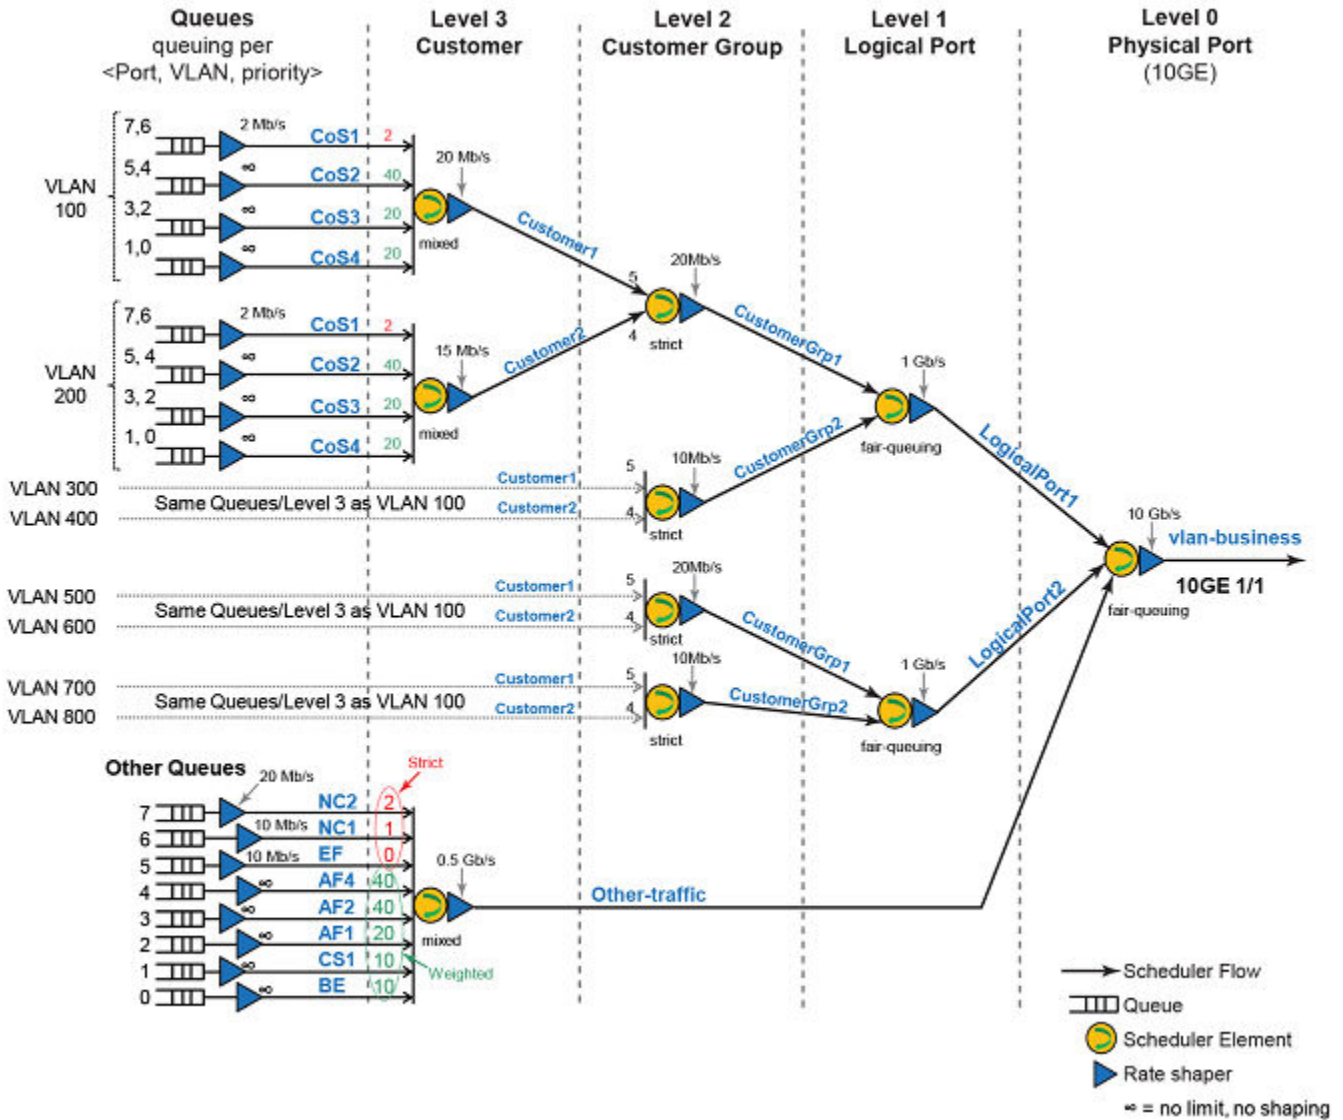 Queues
queuing per
<Port, VLAN, priority>
Level 3
Customer
Level 2
Customer Group
Level 1
Logical Port
Level 0
Physical Port
(10GE)
VLAN
100
7,6
2 Mb/s
CoS1
2
5,4
∞
CoS2
40
3,2
∞
CoS3
20
1,0
∞
CoS4
20
20 Mb/s
mixed
Customer1
VLAN
200
7,6
2 Mb/s
CoS1
2
5, 4
∞
CoS2
40
3, 2
∞
CoS3
20
1, 0
∞
CoS4
20
15 Mb/s
mixed
Customer2
5
4
20Mb/s
strict
CustomerGrp1
1 Gb/s
fair-queuing
LogicalPort1
VLAN 300
VLAN 400
Same Queues/Level 3 as VLAN 100
Customer1
Customer2
5
4
10Mb/s
strict
CustomerGrp2
VLAN 500
VLAN 600
Same Queues/Level 3 as VLAN 100
Customer1
Customer2
5
4
20Mb/s
strict
CustomerGrp1
VLAN 700
VLAN 800
Same Queues/Level 3 as VLAN 100
Customer1
Customer2
5
4
10Mb/s
strict
CustomerGrp2
1 Gb/s
fair-queuing
LogicalPort2
10 Gb/s
vlan-business
10GE 1/1
fair-queuing
Other Queues
20 Mb/s
Strict
7
NC2
2
6
10 Mb/s
NC1
1
5
10 Mb/s
EF
0
4
∞
AF4
40
3
∞
AF2
40
2
∞
AF1
20
1
∞
CS1
10
0
∞
BE
10
Weighted
0.5 Gb/s
mixed
Other-traffic
Scheduler Flow
Queue
Scheduler Element
Rate shaper
∞ = no limit, no shaping